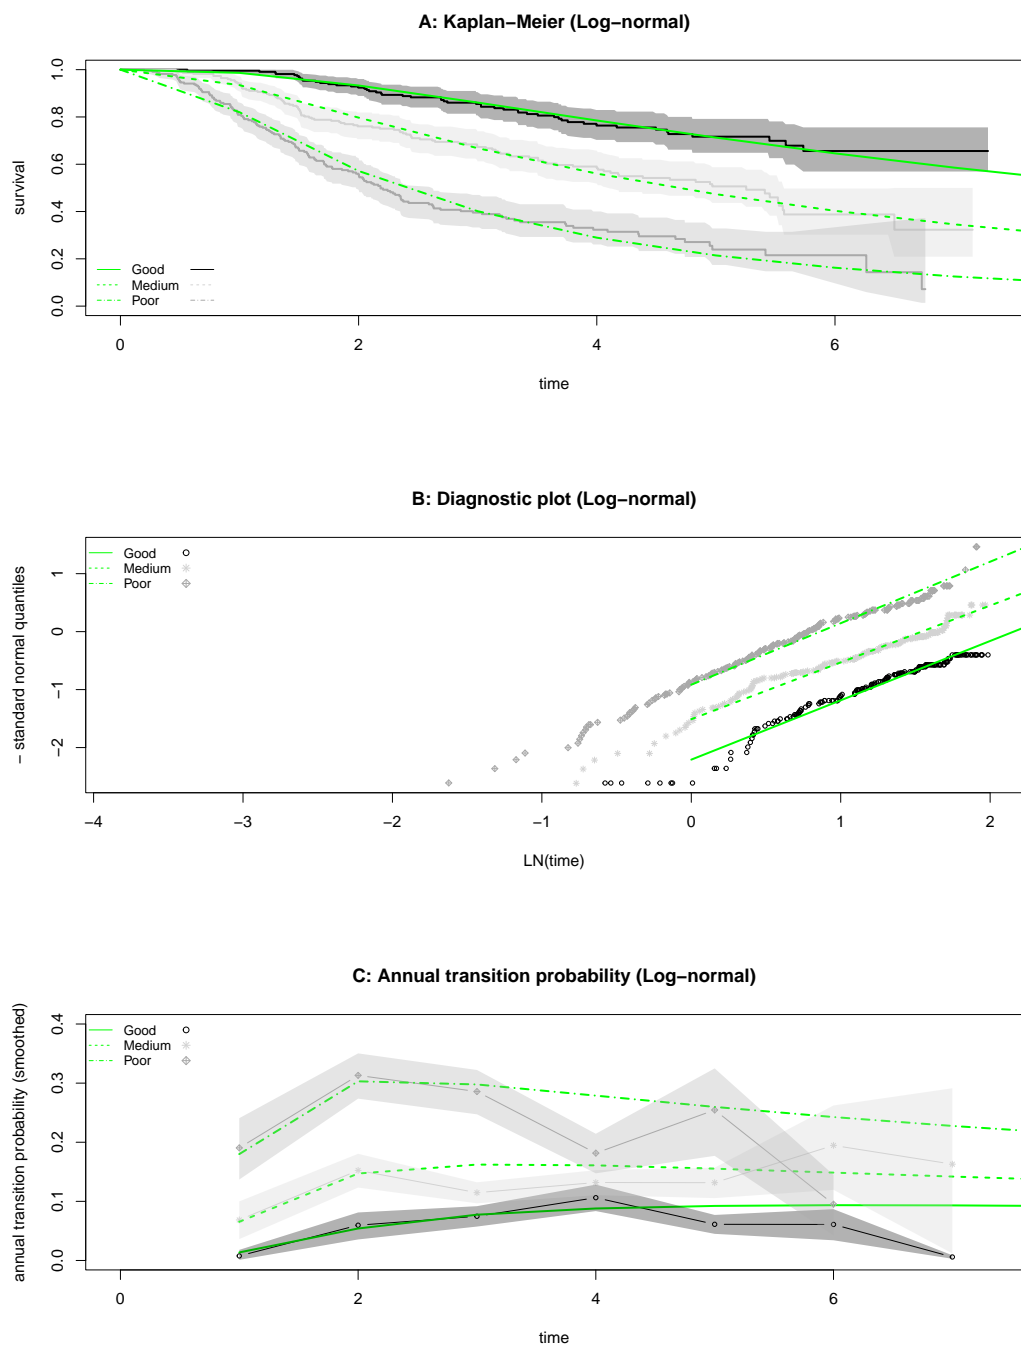 A: Kaplan−Meier (Log−normal)
survival
1.0
0.8
0.6
0.4
0.2
0.0
Good
Medium
Poor
0 2 4 6
time
B: Diagnostic plot (Log−normal)
− standard normal quantiles
1
0
−1
−2
Good
Medium
Poor
−4 −3 −2 −1 0 1 2
LN(time)
C: Annual transition probability (Log−normal)
annual transition probability (smoothed)
0.4
0.3
0.2
0.1
0.0
Good
Medium
Poor
0 2 4 6
time